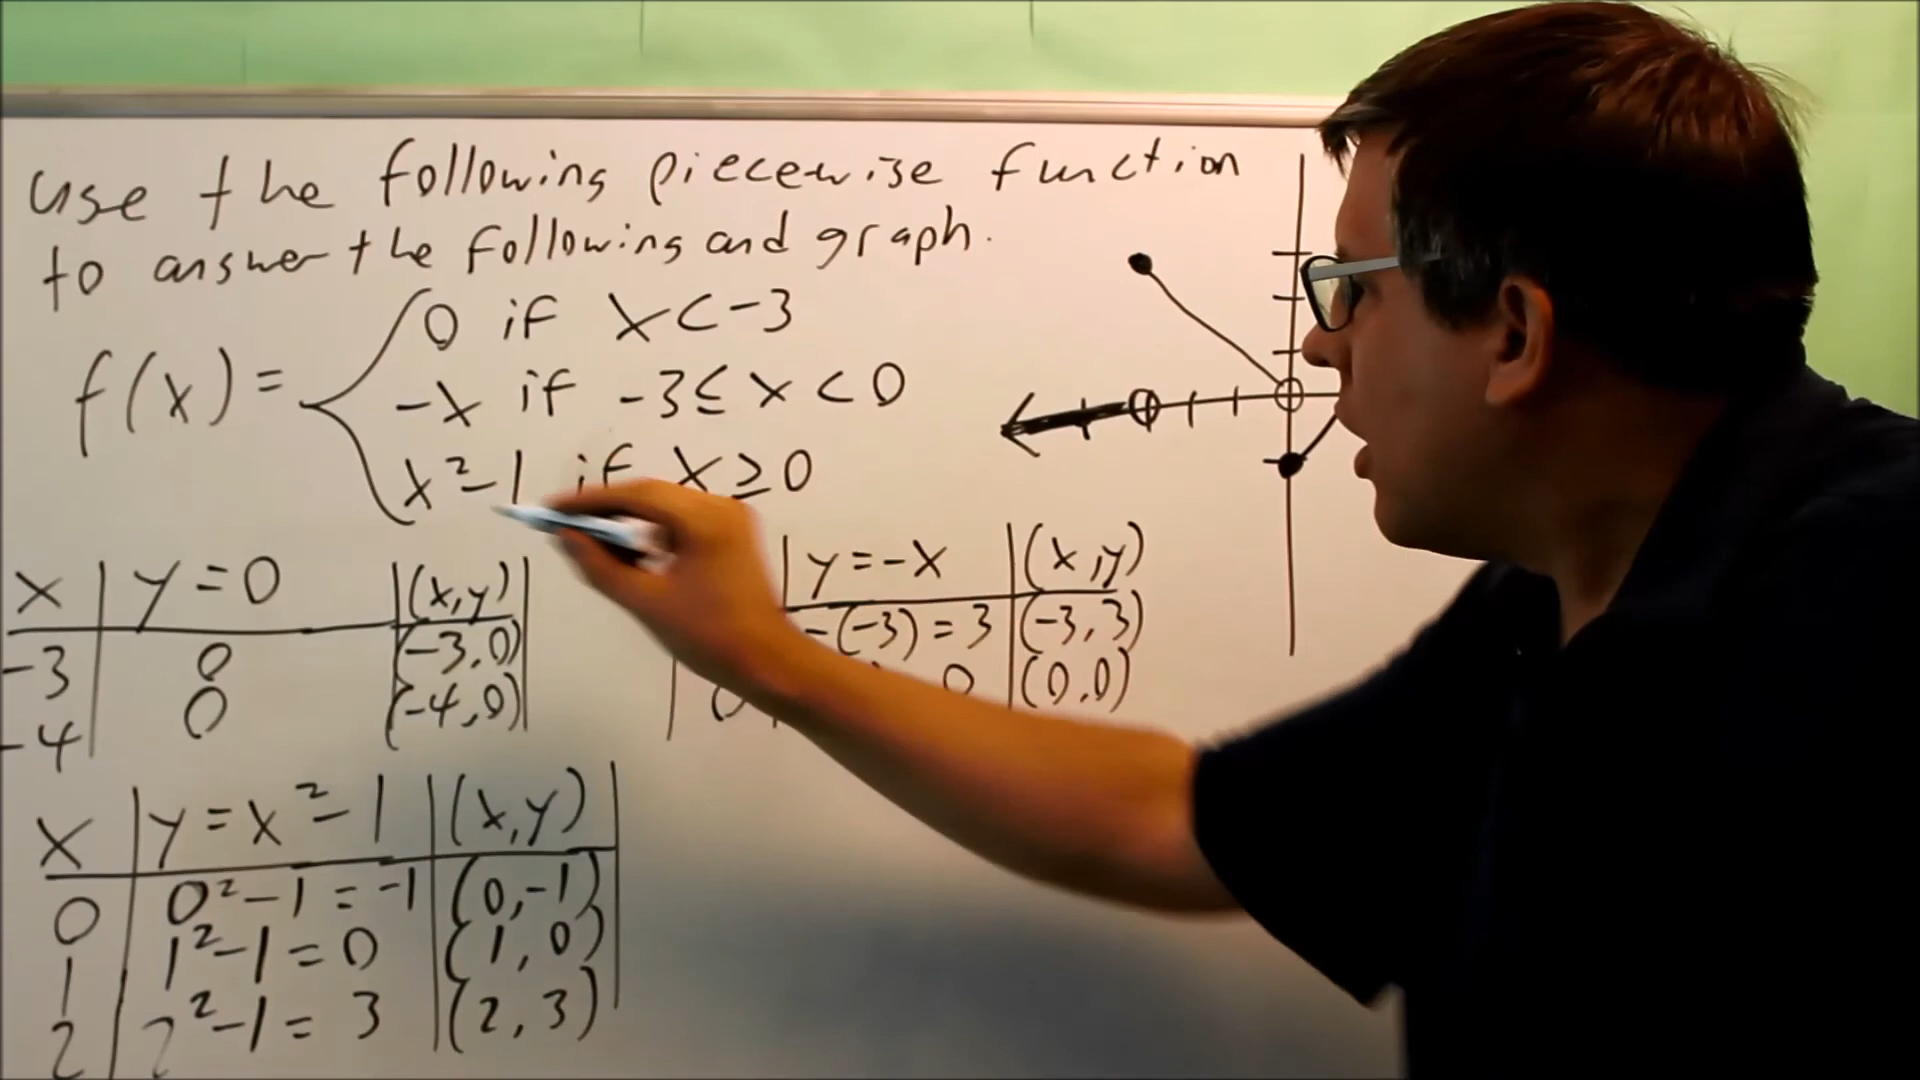 use the following piecewise function
to answer the following and graph.
0 if x < -3
f(x) = -x if -3 ≤ x < 0
x² - 1 if x ≥ 0
x y = 0 (x,y)
-3 0 (-3,0)
-4 0 (-4,0)
y = -x (x,y)
-(-3) = 3 (-3,3)
0 0 (0,0)
x y = x² - 1 (x,y)
0 0² - 1 = -1 (0,-1)
1 1² - 1 = 0 (1,0)
2 2² - 1 = 3 (2,3)